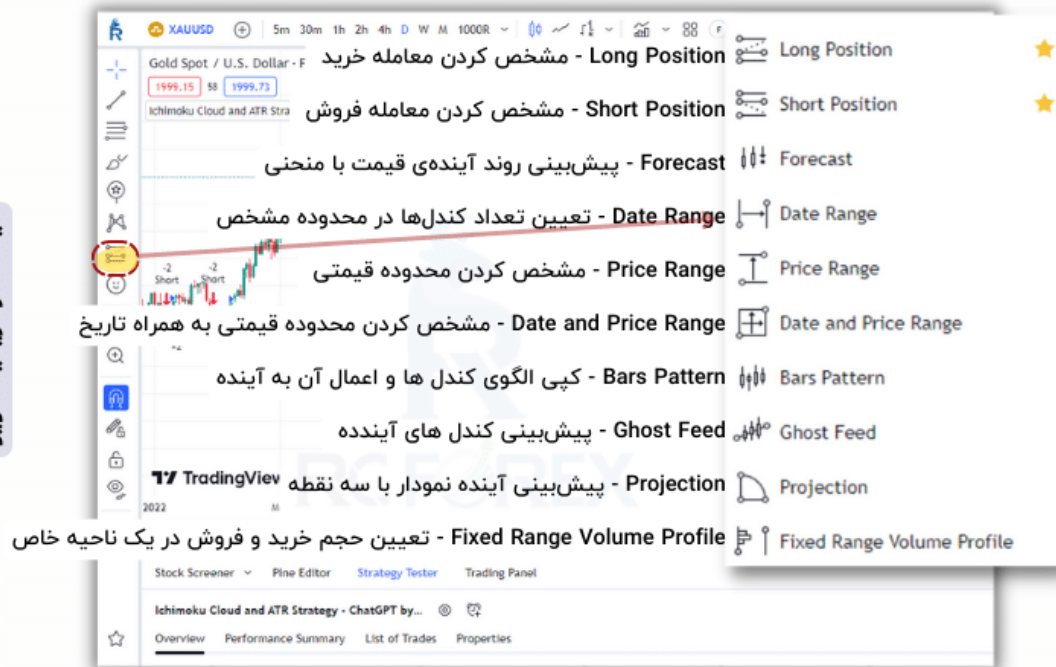 XAUUSD 5m 30m 1h 2h 4h D W M 1000R
Gold Spot / U.S. Dollar · F
1999.15 58 1999.73
Ichimoku Cloud and ATR Stra
Long Position - مشخص کردن معامله خرید
Long Position
Short Position - مشخص کردن معامله فروش
Short Position
Forecast - پیش‌بینی روند آینده‌ی قیمت با منحنی
Forecast
Date Range - تعیین تعداد کندل‌ها در محدوده مشخص
Date Range
Price Range - مشخص کردن محدوده قیمتی
Price Range
-2 -2
Short Short
Date and Price Range - مشخص کردن محدوده قیمتی به همراه تاریخ
Date and Price Range
Bars Pattern - کپی الگوی کندل ها و اعمال آن به آینده
Bars Pattern
Ghost Feed - پیش‌بینی کندل های آیندده
Ghost Feed
RC FOREX
TradingView
Projection - پیش‌بینی آینده نمودار با سه نقطه
Projection
2022 M
Fixed Range Volume Profile - تعیین حجم خرید و فروش در یک ناحیه خاص
Fixed Range Volume Profile
Stock Screener Pine Editor Strategy Tester Trading Panel
Ichimoku Cloud and ATR Strategy - ChatGPT by...
Overview Performance Summary List of Trades Properties